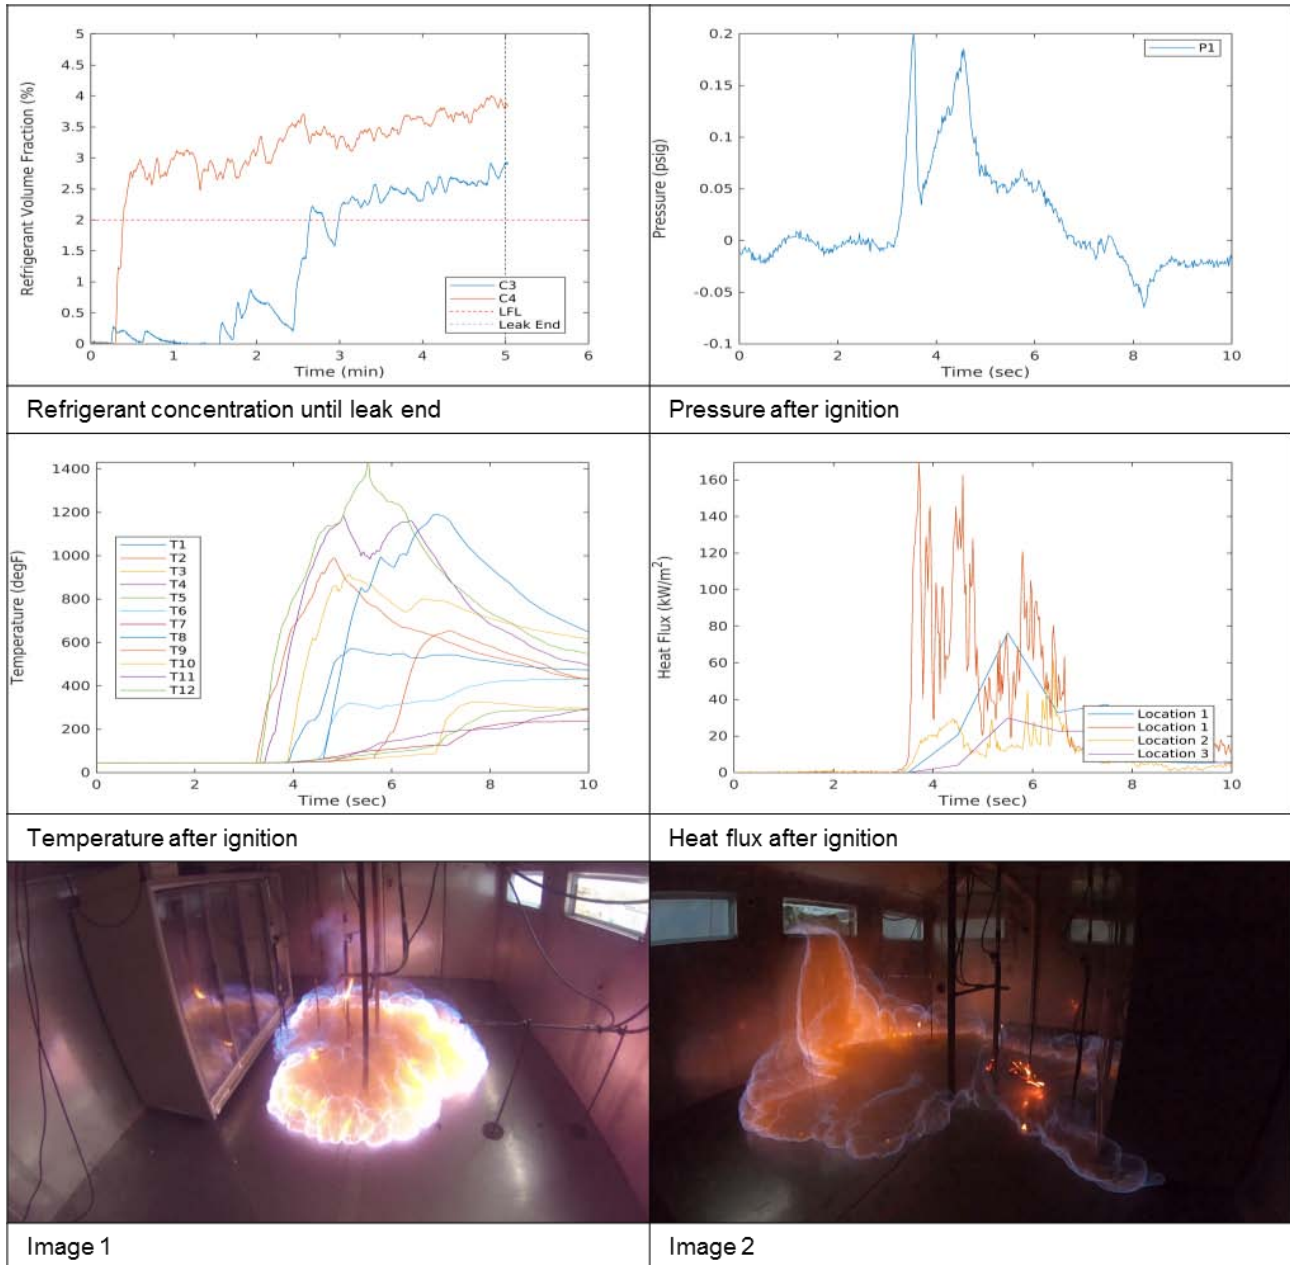 5
4.5
4
3.5
3
2.5
2
1.5
1
0.5
0
0 1 2 3 4 5 6
Refrigerant Volume Fraction (%)
Time (min)
C3
C4
LFL
Leak End
0.2
0.15
0.1
0.05
0
-0.05
-0.1
0 2 4 6 8 10
Pressure (psig)
Time (sec)
P1
Refrigerant concentration until leak end
Pressure after ignition
1400
1200
1000
800
600
400
200
0
0 2 4 6 8 10
Temperature (degF)
Time (sec)
T1
T2
T3
T4
T5
T6
T7
T8
T9
T10
T11
T12
160
140
120
100
80
60
40
20
0
0 2 4 6 8 10
Heat Flux (kW/m²)
Time (sec)
Location 1
Location 1
Location 2
Location 3
Temperature after ignition
Heat flux after ignition
Image 1
Image 2